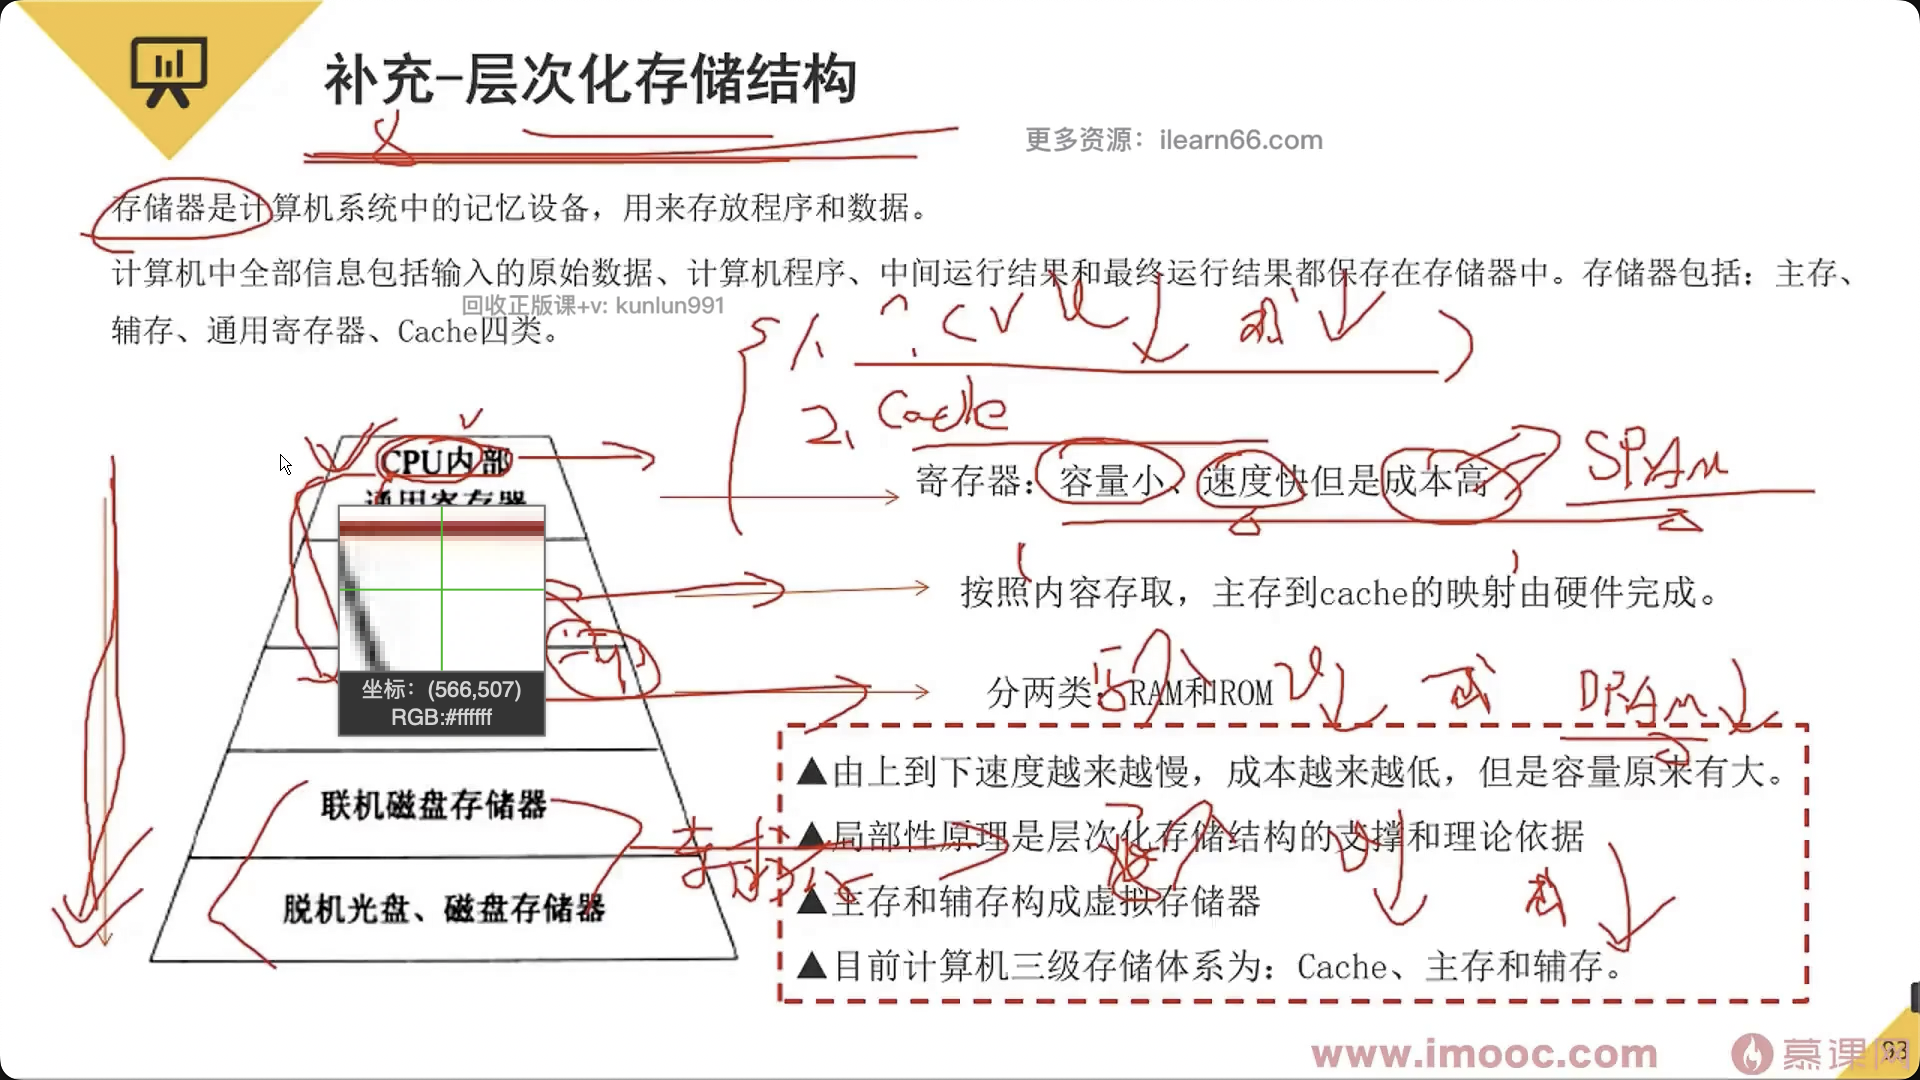 补充-层次化存储结构
更多资源：ilearn66.com
存储器是计算机系统中的记忆设备，用来存放程序和数据。
计算机中全部信息包括输入的原始数据、计算机程序、中间运行结果和最终运行结果都保存在存储器中。存储器包括：主存、
回收正版课+v: kunlun991
辅存、通用寄存器、Cache四类。
1.
2. Cache
CPU内部
通用寄存器
寄存器：容量小、速度快但是成本高
SRAM
按照内容存取，主存到cache的映射由硬件完成。
坐标：(566,507)
RGB:#ffffff
分两类：RAM和ROM
DRAM
联机磁盘存储器
脱机光盘、磁盘存储器
▲由上到下速度越来越慢，成本越来越低，但是容量原来有大。
▲局部性原理是层次化存储结构的支撑和理论依据
▲主存和辅存构成虚拟存储器
▲目前计算机三级存储体系为：Cache、主存和辅存。
www.imooc.com
慕课网
93